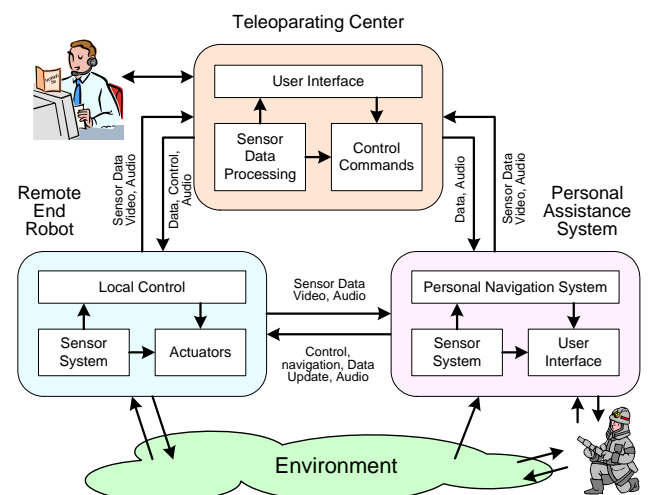 Teleoparating Center
User Interface
Sensor
Data
Processing
Control
Commands
Sensor Data
Video, Audio
Data, Control,
Audio
Data, Audio
Sensor Data
Video, Audio
Remote
End
Robot
Personal
Assistance
System
Local Control
Sensor
System
Actuators
Sensor Data
Video, Audio
Control,
navigation, Data
Update, Audio
Personal Navigation System
Sensor
System
User
Interface
Environment